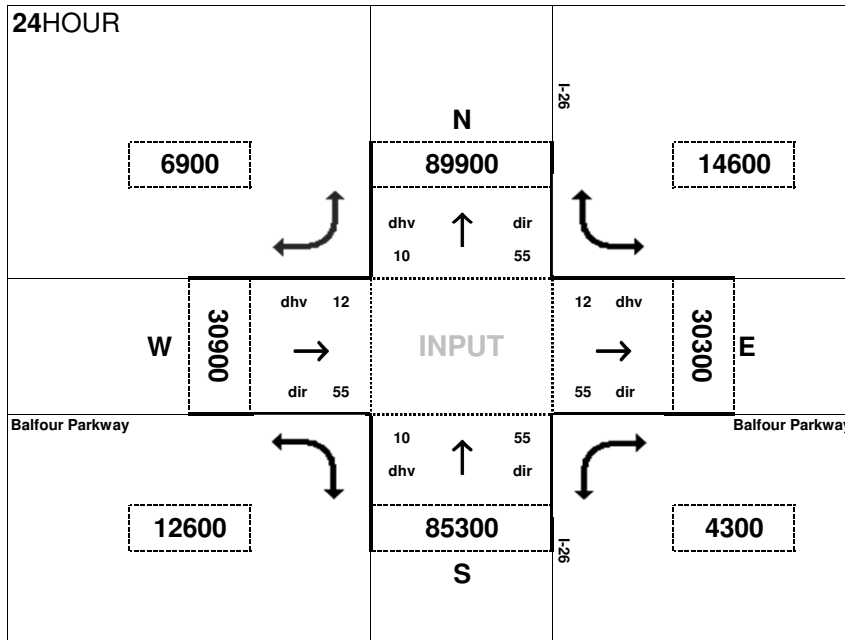 24HOUR
I-26
N
6900
89900
14600
dhv
dir
10
55
dhv 12
12 dhv
W
30900
INPUT
30300
E
dir 55
55 dir
Balfour Parkway
10
55
Balfour Parkway
dhv
dir
12600
85300
4300
I-26
S